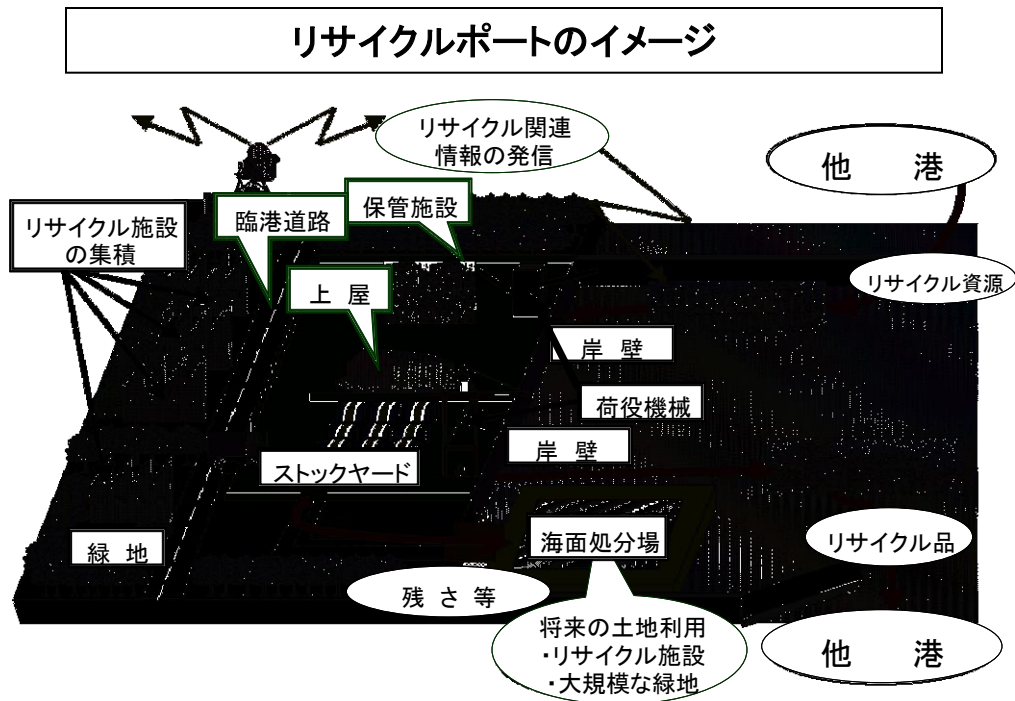 リサイクルポートのイメージ
リサイクル関連
情報の発信
他　港
リサイクル施設
の集積
臨港道路
保管施設
上 屋
リサイクル資源
岸 壁
荷役機械
岸 壁
ストックヤード
緑 地
海面処分場
リサイクル品
残 さ 等
将来の土地利用
・リサイクル施設
・大規模な緑地
他　港